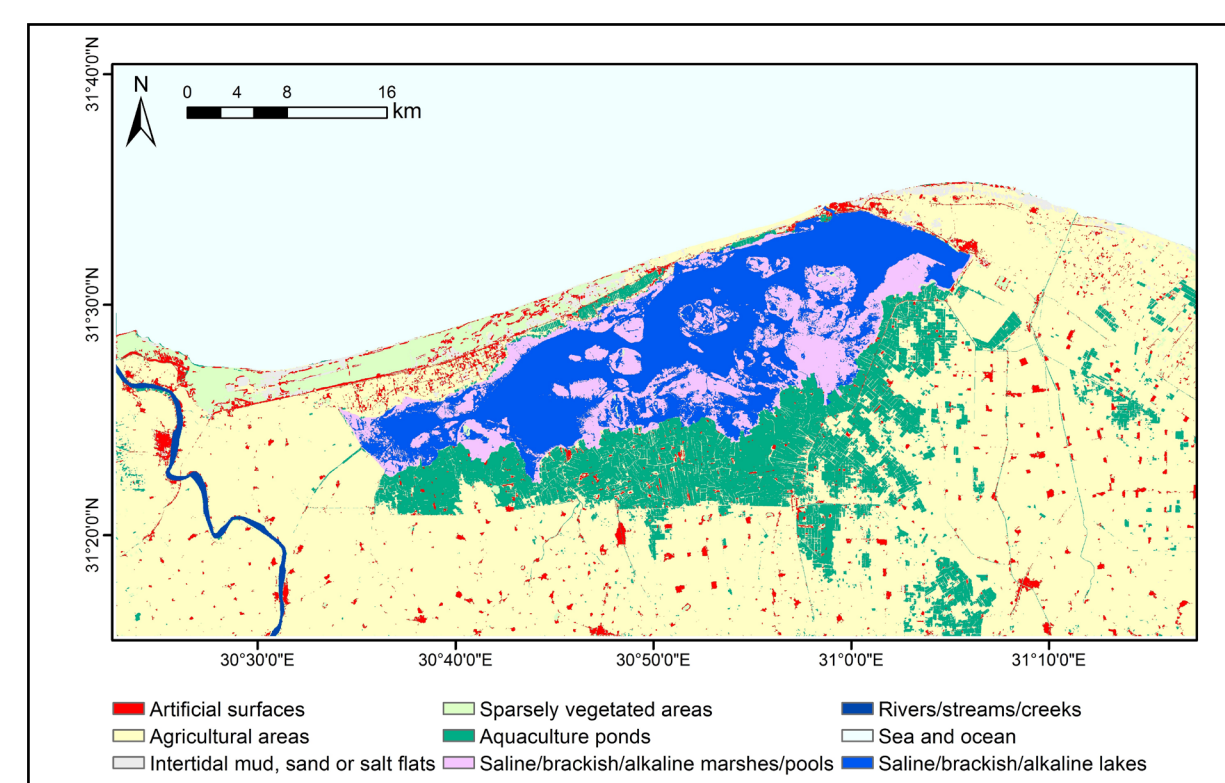 31°40'0"N
N
0 4 8 16
km
31°30'0"N
31°20'0"N
30°30'0"E 30°40'0"E 30°50'0"E 31°0'0"E 31°10'0"E
Artificial surfaces Sparsely vegetated areas Rivers/streams/creeks
Agricultural areas Aquaculture ponds Sea and ocean
Intertidal mud, sand or salt flats Saline/brackish/alkaline marshes/pools Saline/brackish/alkaline lakes